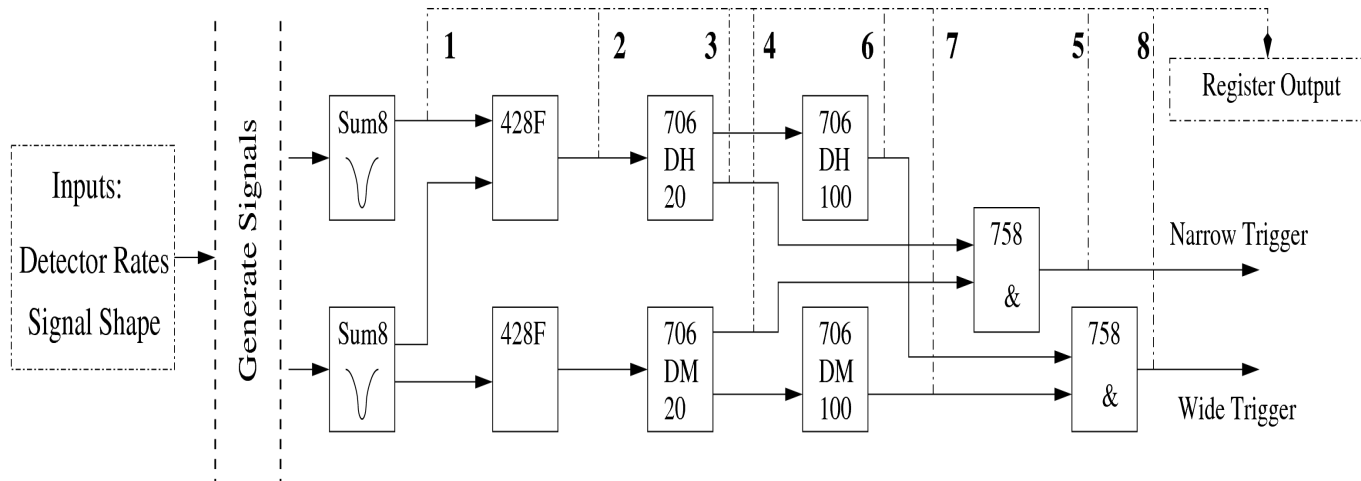 1
2
3
4
6
7
5
8
Register Output
Inputs:
Detector Rates
Signal Shape
Generate Signals
Sum8
428F
706
DH
20
706
DH
100
758
&
Narrow Trigger
Sum8
428F
706
DM
20
706
DM
100
758
&
Wide Trigger